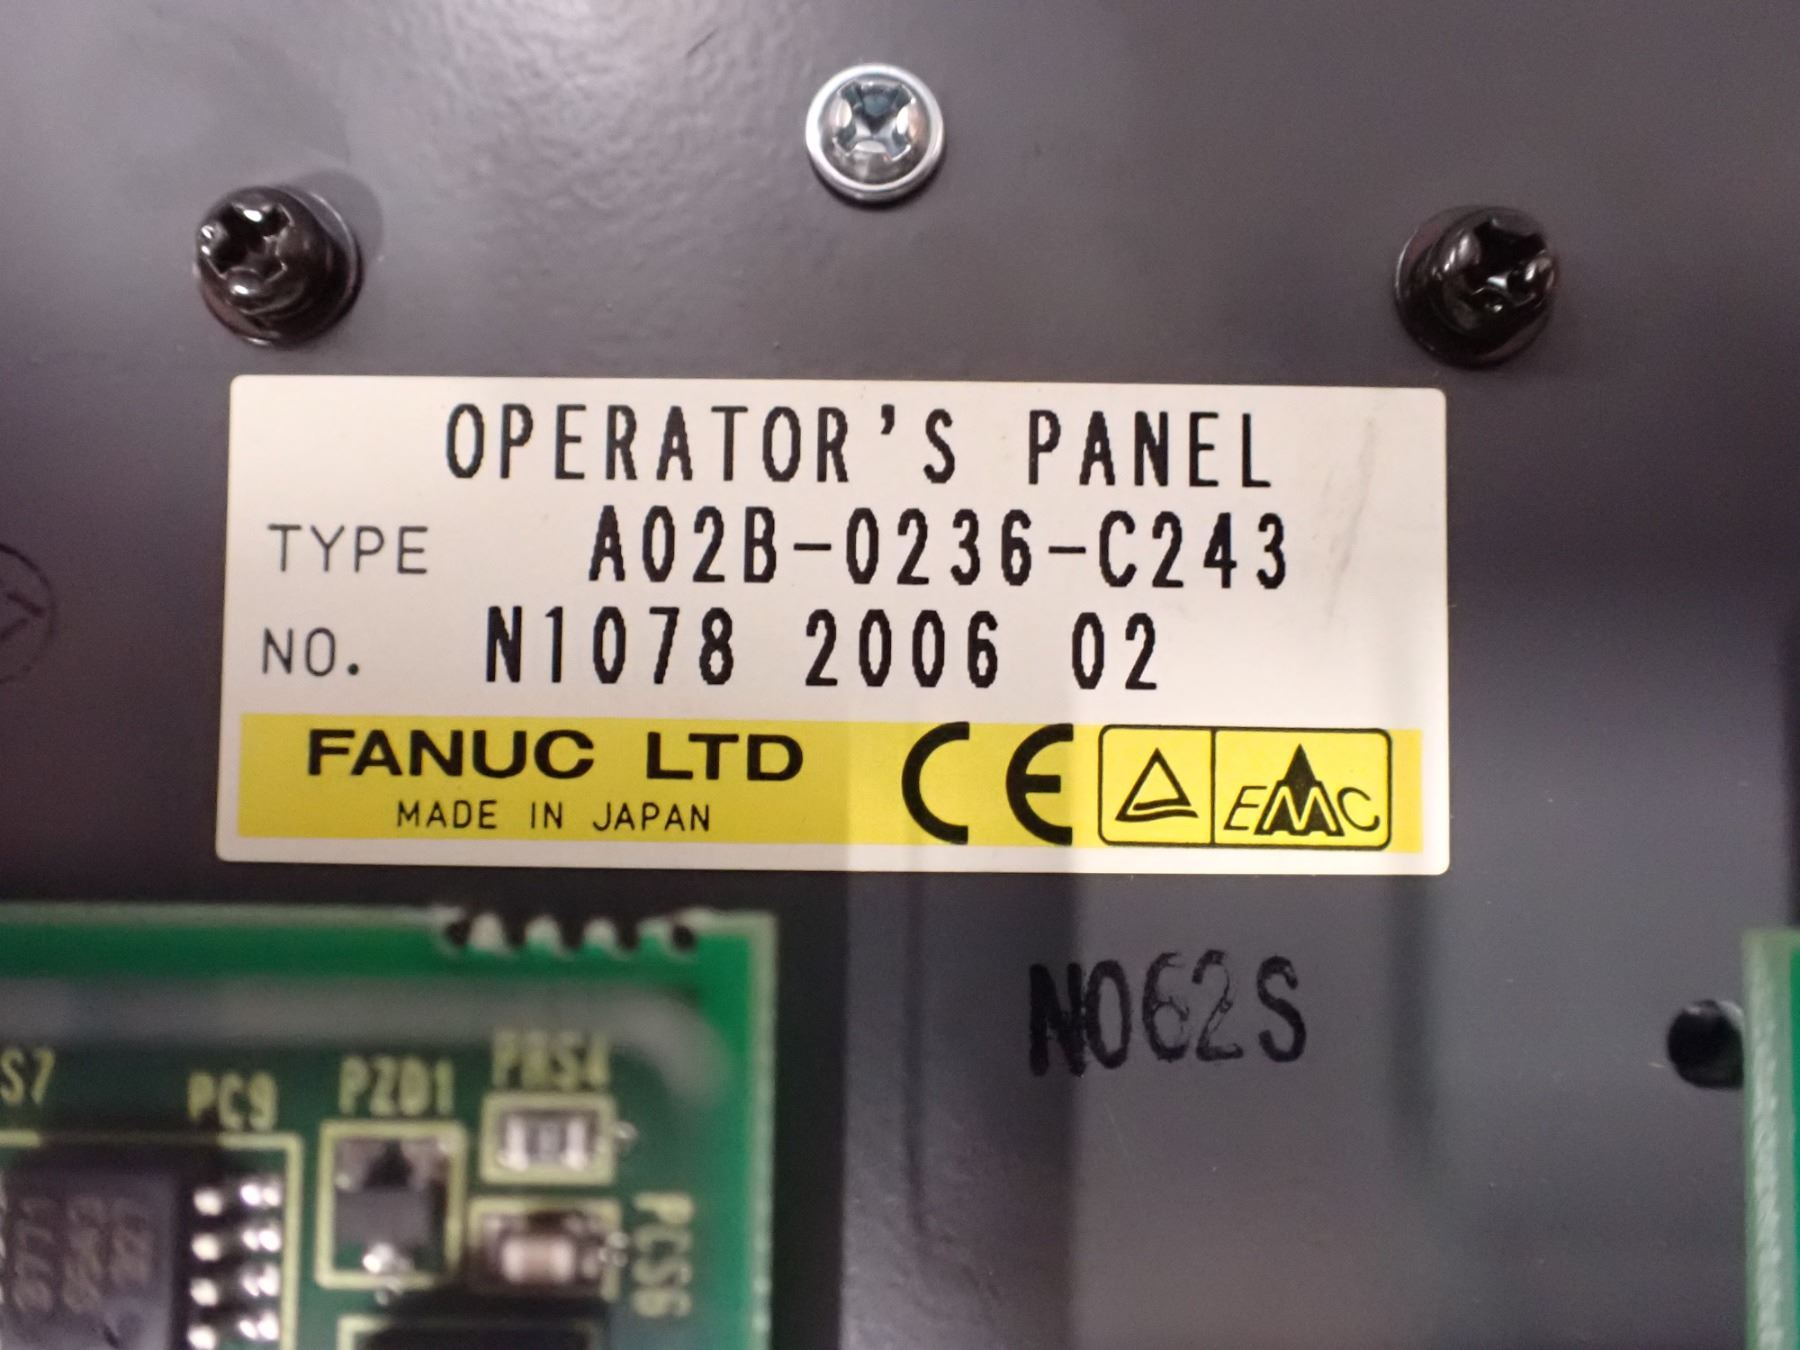 OPERATOR'S PANEL
TYPE A02B-0236-C243
NO. N1078 2006 02
FANUC LTD
MADE IN JAPAN
CE
EMC
N062S
S7
PC9
PZD1
PRS4
PCS6